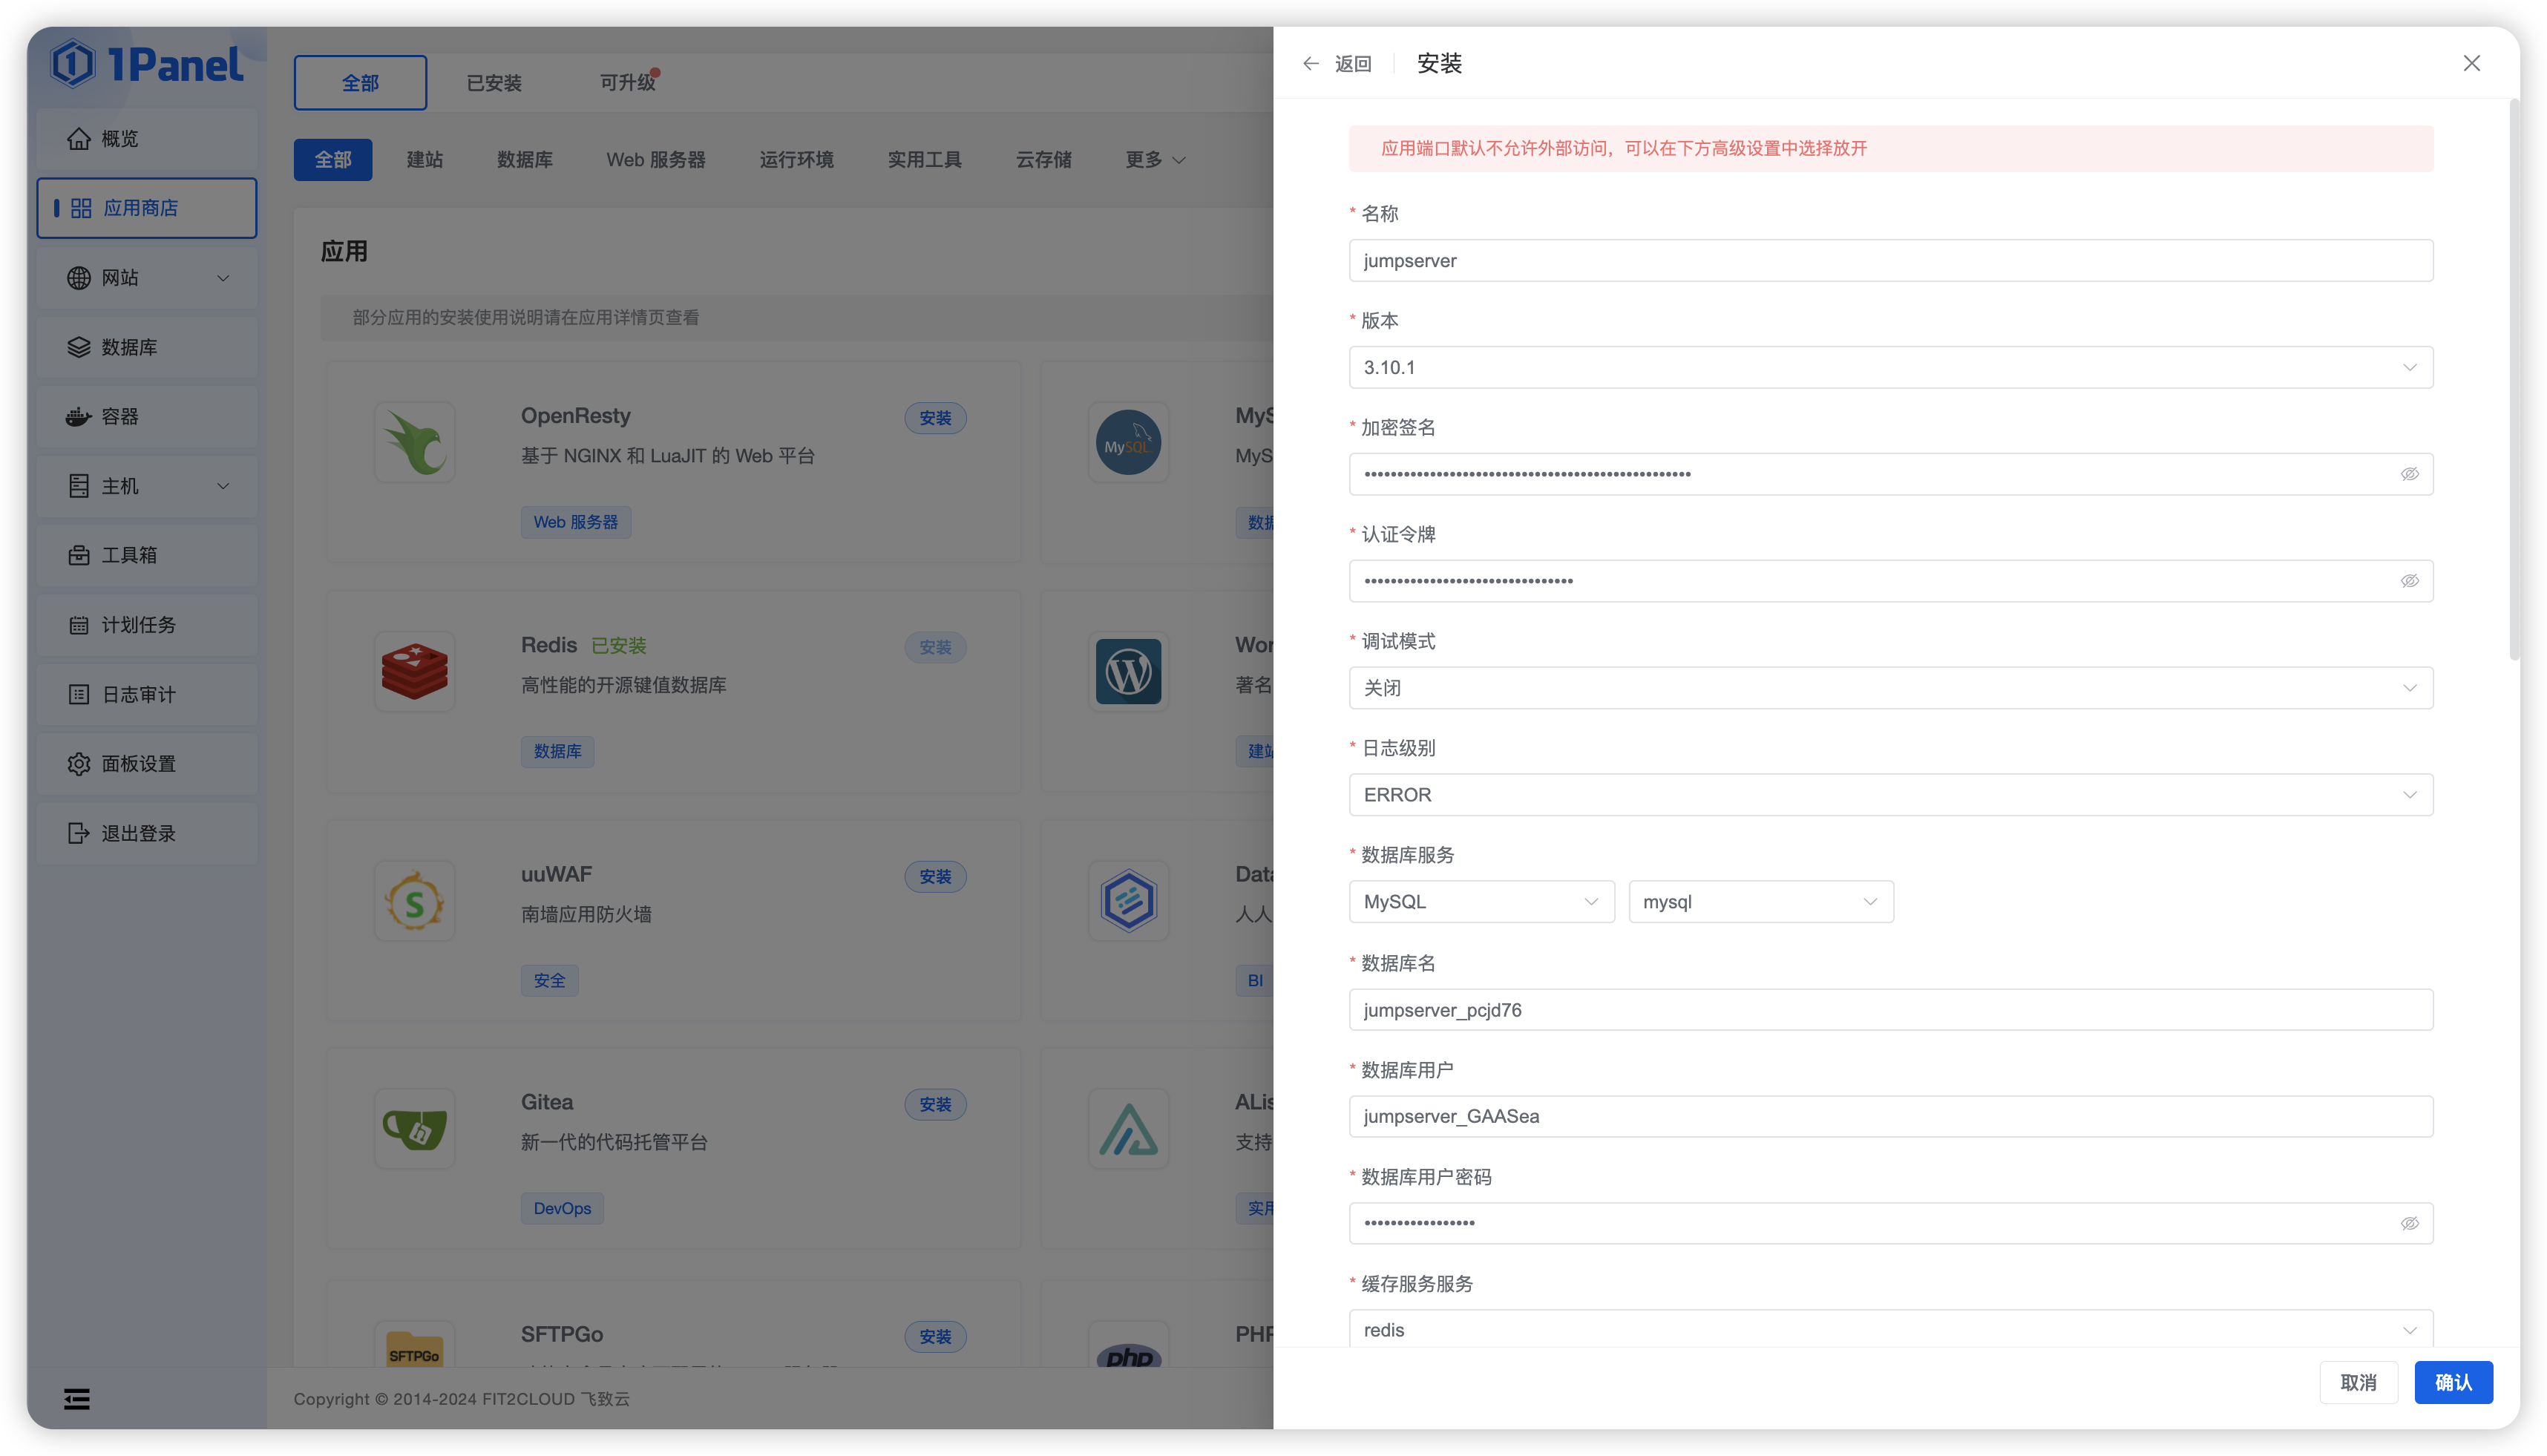 1Panel
概览
应用商店
网站
数据库
容器
主机
工具箱
计划任务
日志审计
面板设置
退出登录
全部
已安装
可升级
全部
建站
数据库
Web 服务器
运行环境
实用工具
云存储
更多
应用
部分应用的安装使用说明请在应用详情页查看
OpenResty
安装
基于 NGINX 和 LuaJIT 的 Web 平台
Web 服务器
MySQL
Redis 已安装
安装
高性能的开源键值数据库
数据库
著名
uuWAF
安装
南墙应用防火墙
安全
人人
BI
Gitea
安装
新一代的代码托管平台
DevOps
支持
SFTPGo
安装
SFTPGo
php
Copyright © 2014-2024 FIT2CLOUD 飞致云
返回
安装
应用端口默认不允许外部访问，可以在下方高级设置中选择放开
* 名称
jumpserver
* 版本
3.10.1
* 加密签名
* 认证令牌
* 调试模式
关闭
* 日志级别
ERROR
* 数据库服务
MySQL
mysql
* 数据库名
jumpserver_pcjd76
* 数据库用户
jumpserver_GAASea
* 数据库用户密码
* 缓存服务服务
redis
取消
确认